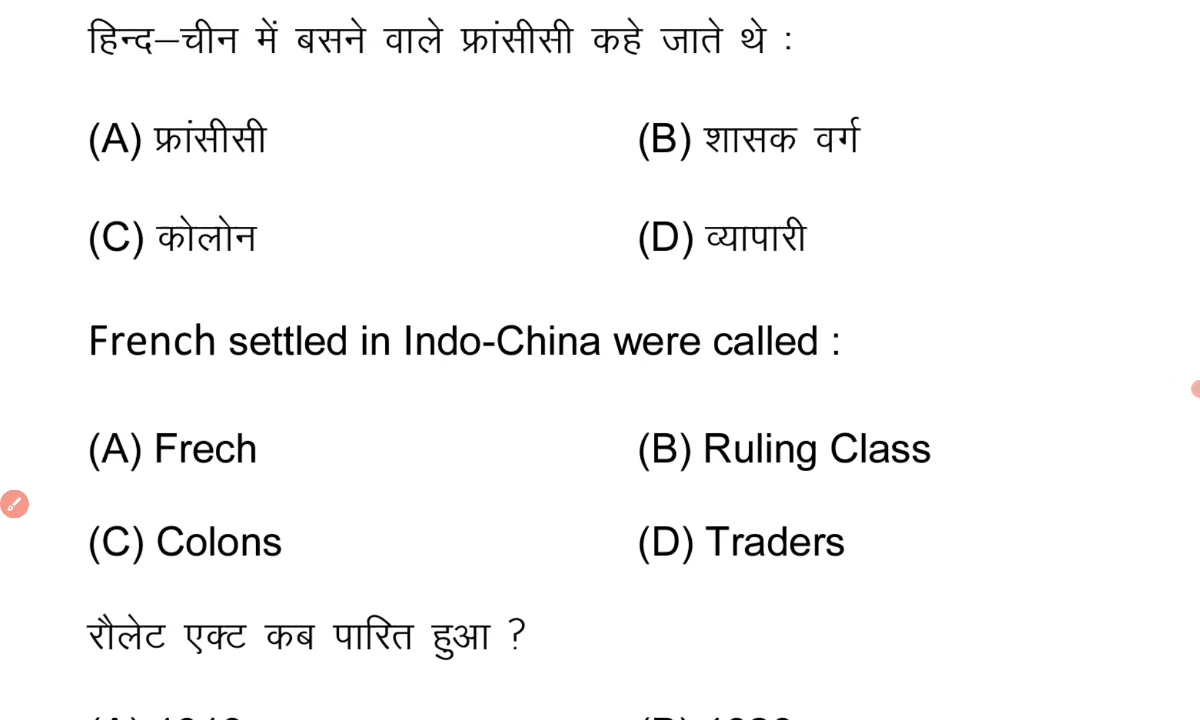 हिन्द–चीन में बसने वाले फ्रांसीसी कहे जाते थे :
(A) फ्रांसीसी (B) शासक वर्ग
(C) कोलोन (D) व्यापारी
French settled in Indo-China were called :
(A) Frech (B) Ruling Class
(C) Colons (D) Traders
रौलेट एक्ट कब पारित हुआ ?